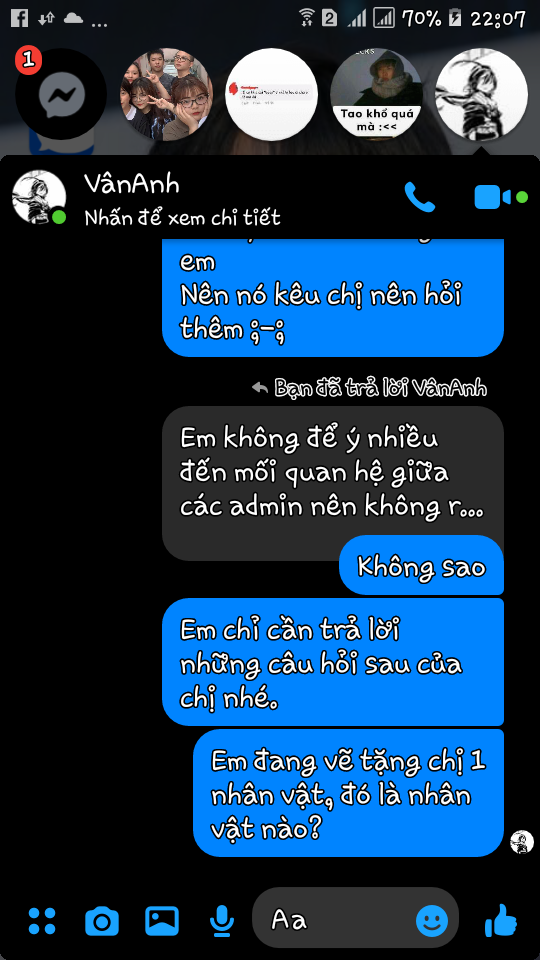 2
70%
22:07
1
Tao khổ quá
mà :<<
VânAnh
Nhấn để xem chi tiết
em
Nên nó kêu chị nên hỏi
thêm ;-;
Bạn đã trả lời VânAnh
Em không để ý nhiều
đến mối quan hệ giữa
các admin nên không r...
Không sao
Em chỉ cần trả lời
những câu hỏi sau của
chị nhé.
Em đang vẽ tặng chị 1
nhân vật, đó là nhân
vật nào?
Aa